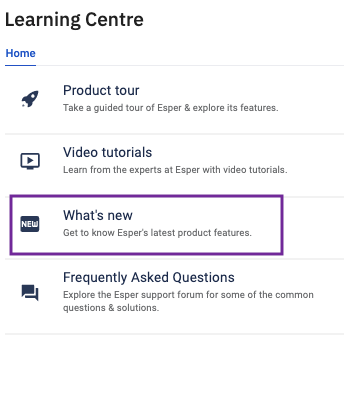 Learning Centre
Home
Product tour
Take a guided tour of Esper & explore its features.
Video tutorials
Learn from the experts at Esper with video tutorials.
NEW
What's new
Get to know Esper's latest product features.
Frequently Asked Questions
Explore the Esper support forum for some of the common
questions & solutions.